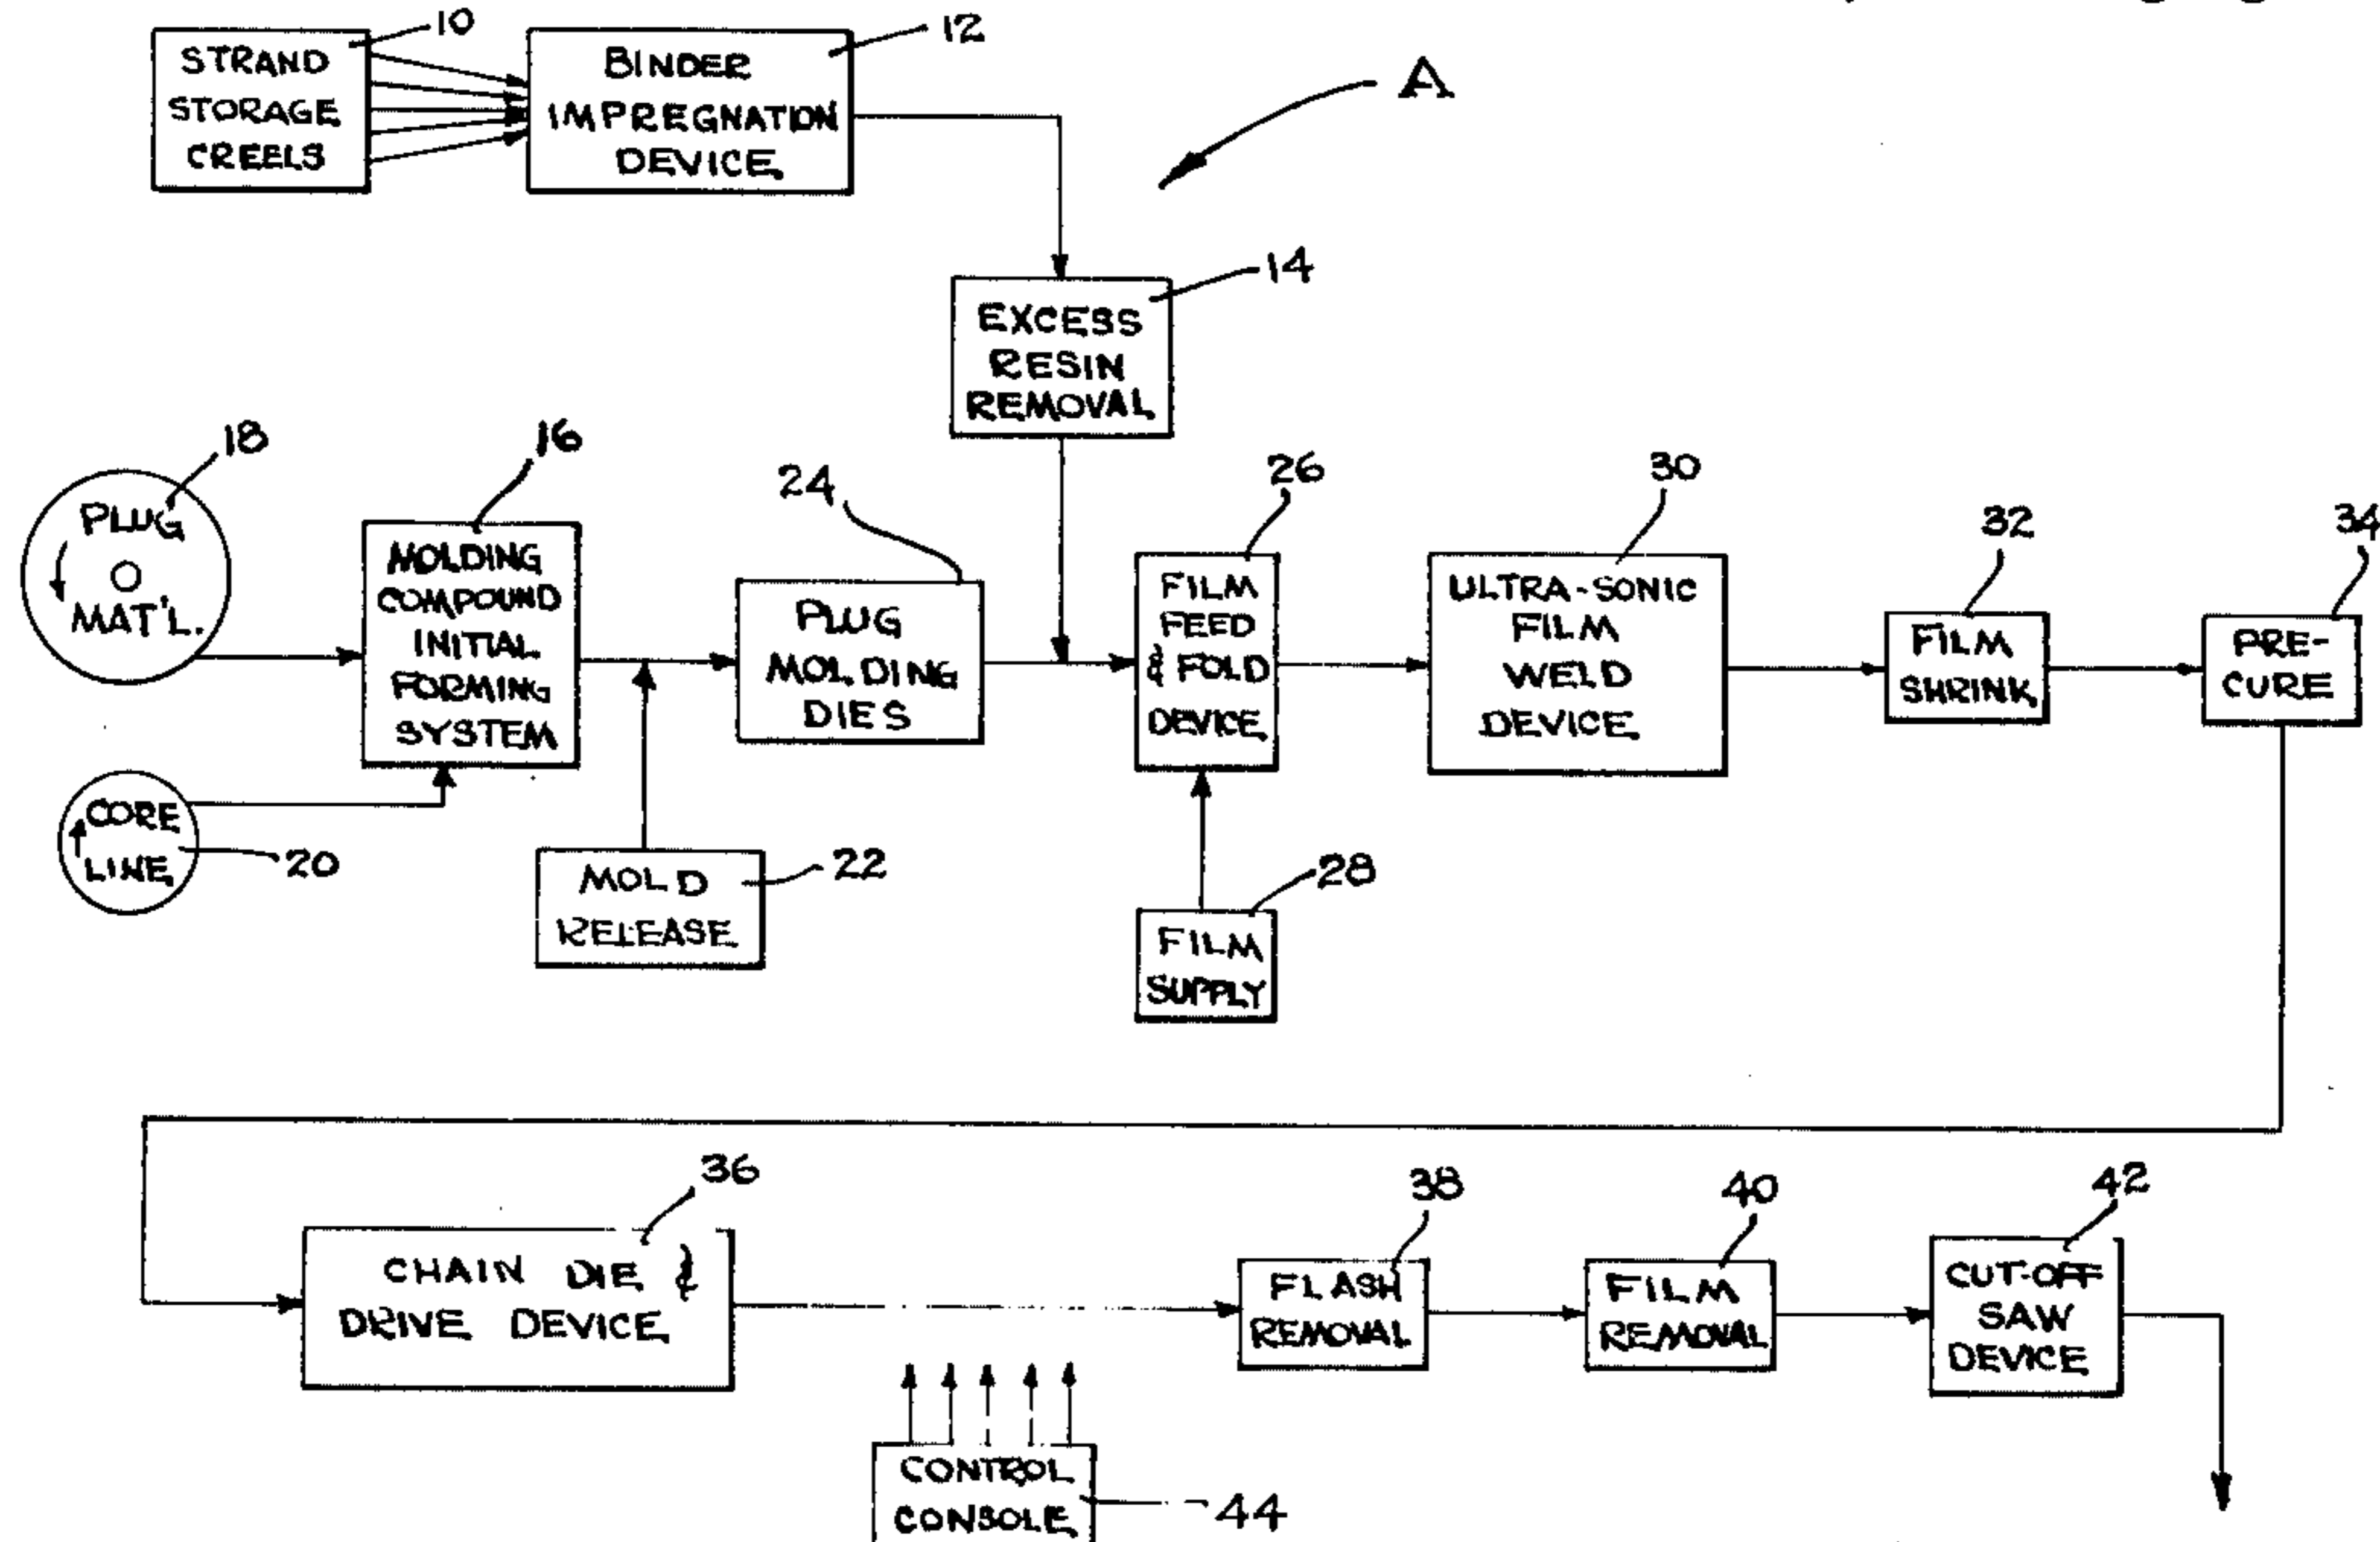 10
STRAND
STORAGE
CREELS
12
BINDER
IMPREGNATION
DEVICE
A
14
EXCESS
RESIN
REMOVAL
18
PLUG
MAT'L.
16
MOLDING
COMPOUND
INITIAL
FORMING
SYSTEM
CORE
LINE
20
MOLD
RELEASE
22
24
PLUG
MOLDING
DIES
26
FILM
FEED
& FOLD
DEVICE
28
FILM
SUPPLY
30
ULTRA-SONIC
FILM
WELD
DEVICE
32
FILM
SHRINK
34
PRE-
CURE
36
CHAIN DIE &
DRIVE DEVICE
38
FLASH
REMOVAL
40
FILM
REMOVAL
42
CUT-OFF
SAW
DEVICE
CONTROL
CONSOLE
44